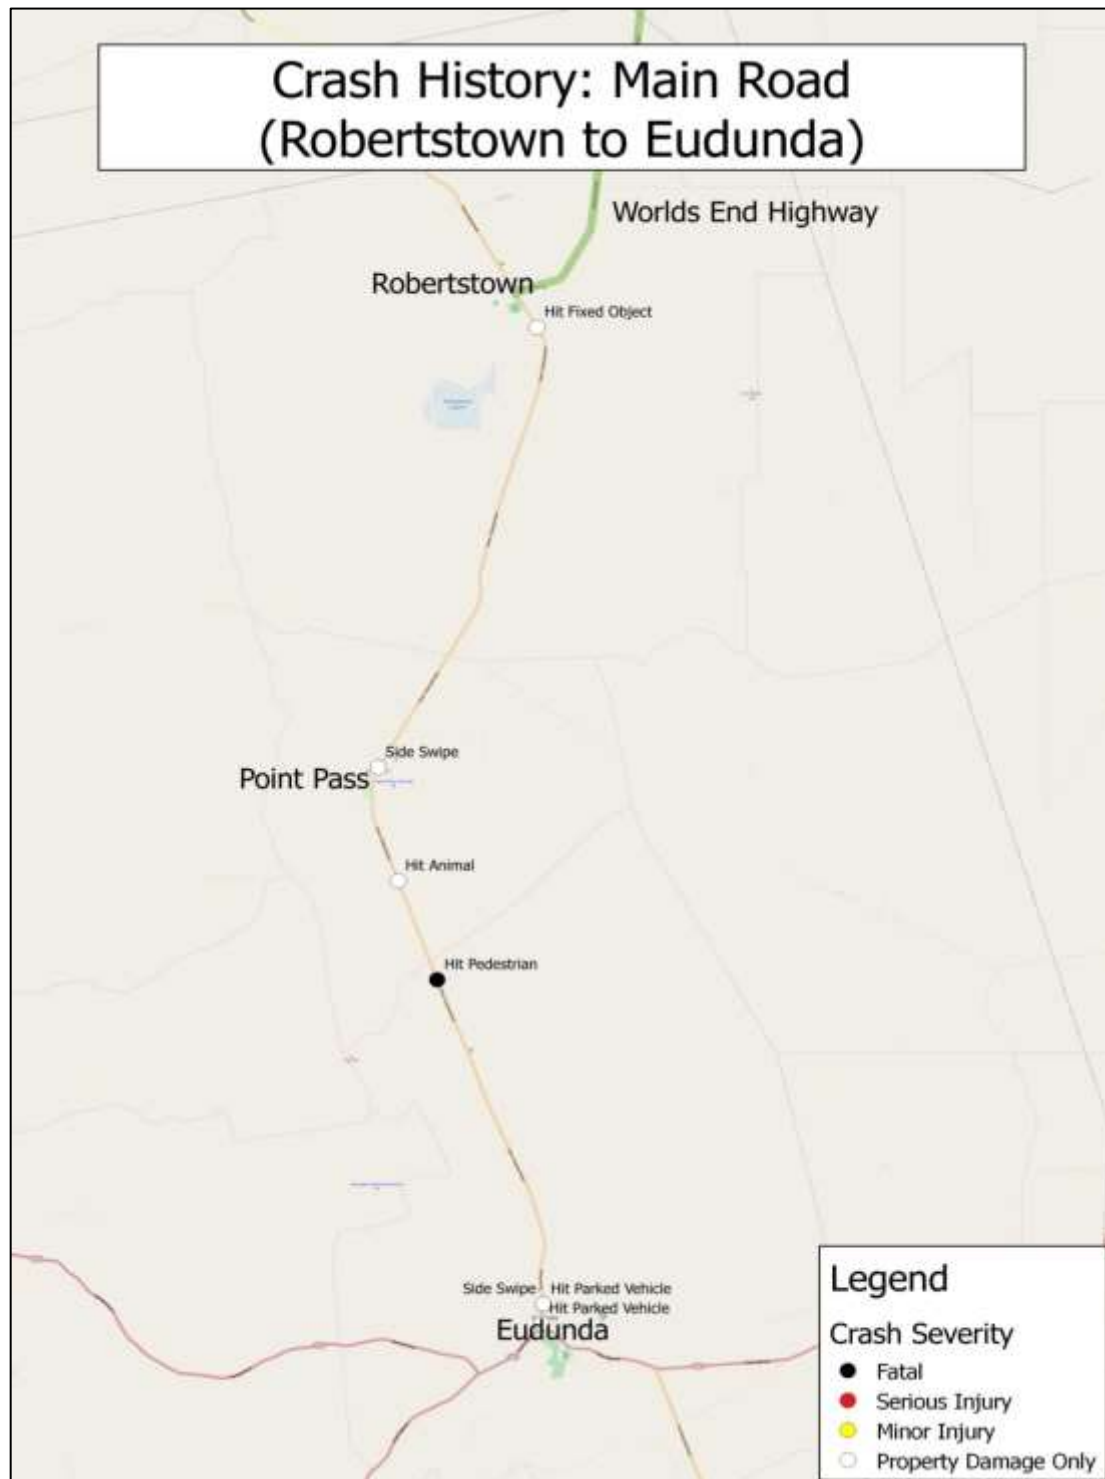 Crash History: Main Road
(Robertstown to Eudunda)
Worlds End Highway
Robertstown
Hit Fixed Object
Side Swipe
Point Pass
Hit Animal
Hit Pedestrian
Side Swipe Hit Parked Vehicle
Hit Parked Vehicle
Eudunda
Legend
Crash Severity
Fatal
Serious Injury
Minor Injury
Property Damage Only